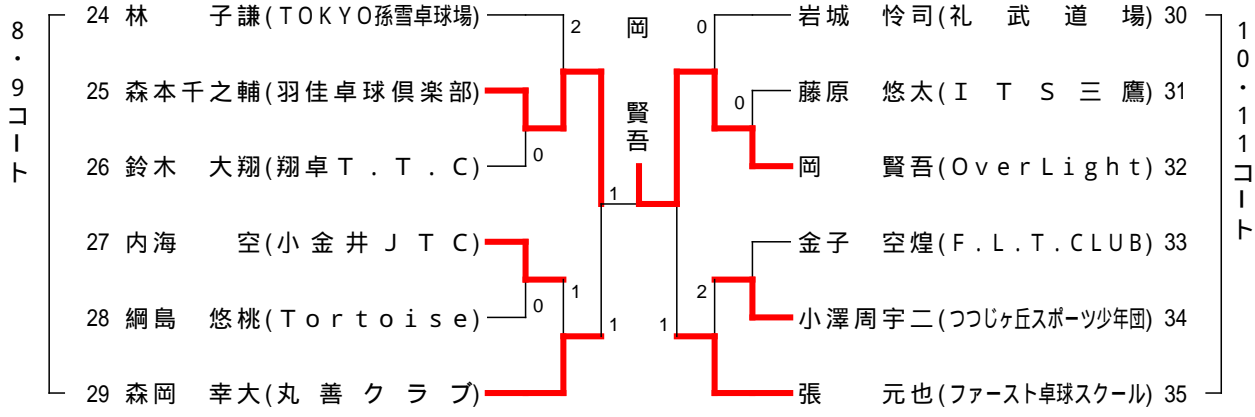 8・9コート
24 林 子謙(TOKYO孫雪卓球場)
25 森本千之輔(羽佳卓球倶楽部)
26 鈴木 大翔(翔卓T.T.C)
27 内海 空(小金井JTC)
28 綱島 悠桃(Tortoise)
29 森岡 幸大(丸善クラブ)
2
0
0
1
1
1
岡 賢吾
0
0
2
1
岩城 怜司(礼武道場) 30
藤原 悠太(ITS三鷹) 31
岡 賢吾(OverLight) 32
金子 空煌(F.L.T.CLUB) 33
小澤周宇二(つつじヶ丘スポーツ少年団) 34
張 元也(ファースト卓球スクール) 35
10・11コート